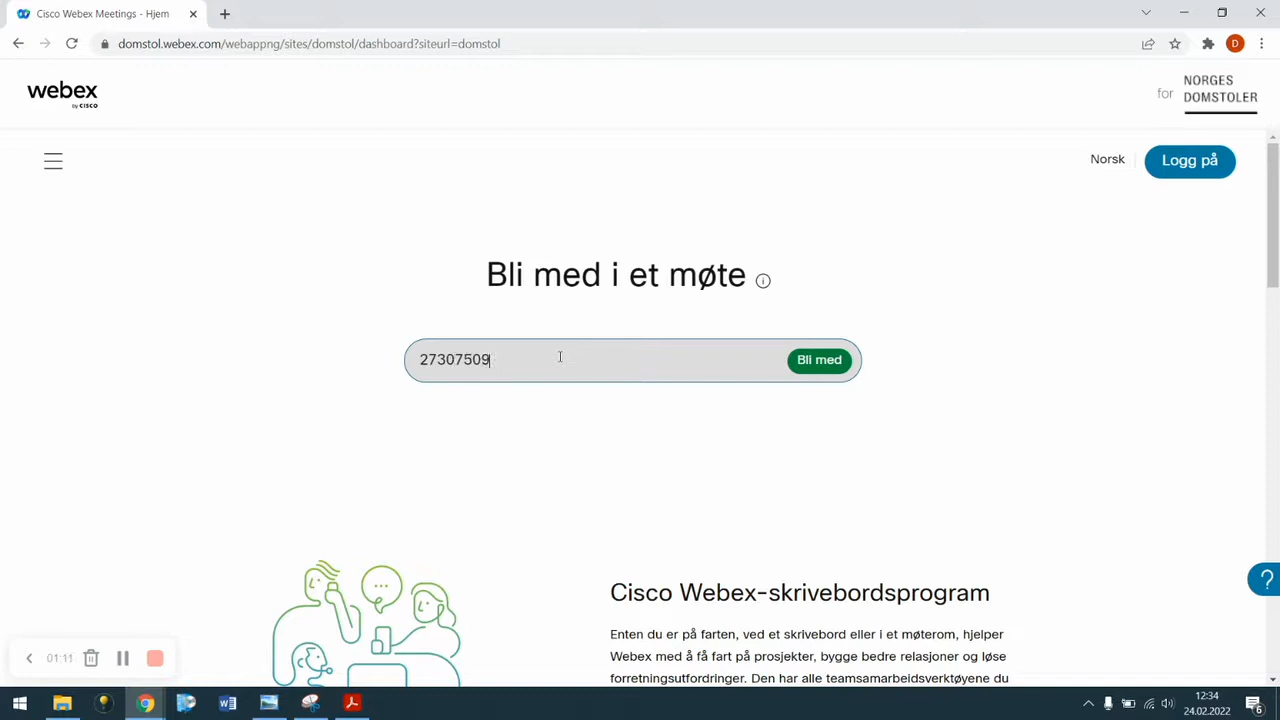 Cisco Webex Meetings - Hjem
domstol.webex.com/webappng/sites/domstol/dashboard?siteurl=domstol
D
webex
by CISCO
for
NORGES
DOMSTOLER
Norsk
Logg på
Bli med i et møte
27307509
Bli med
Cisco Webex-skrivebordsprogram
Enten du er på farten, ved et skrivebord eller i et møterom, hjelper
Webex med å få fart på prosjekter, bygge bedre relasjoner og løse
forretningsutfordringer. Den har alle teamsamarbeidsverktøyene du
?
01:11
W
12:34
24.02.2022
6